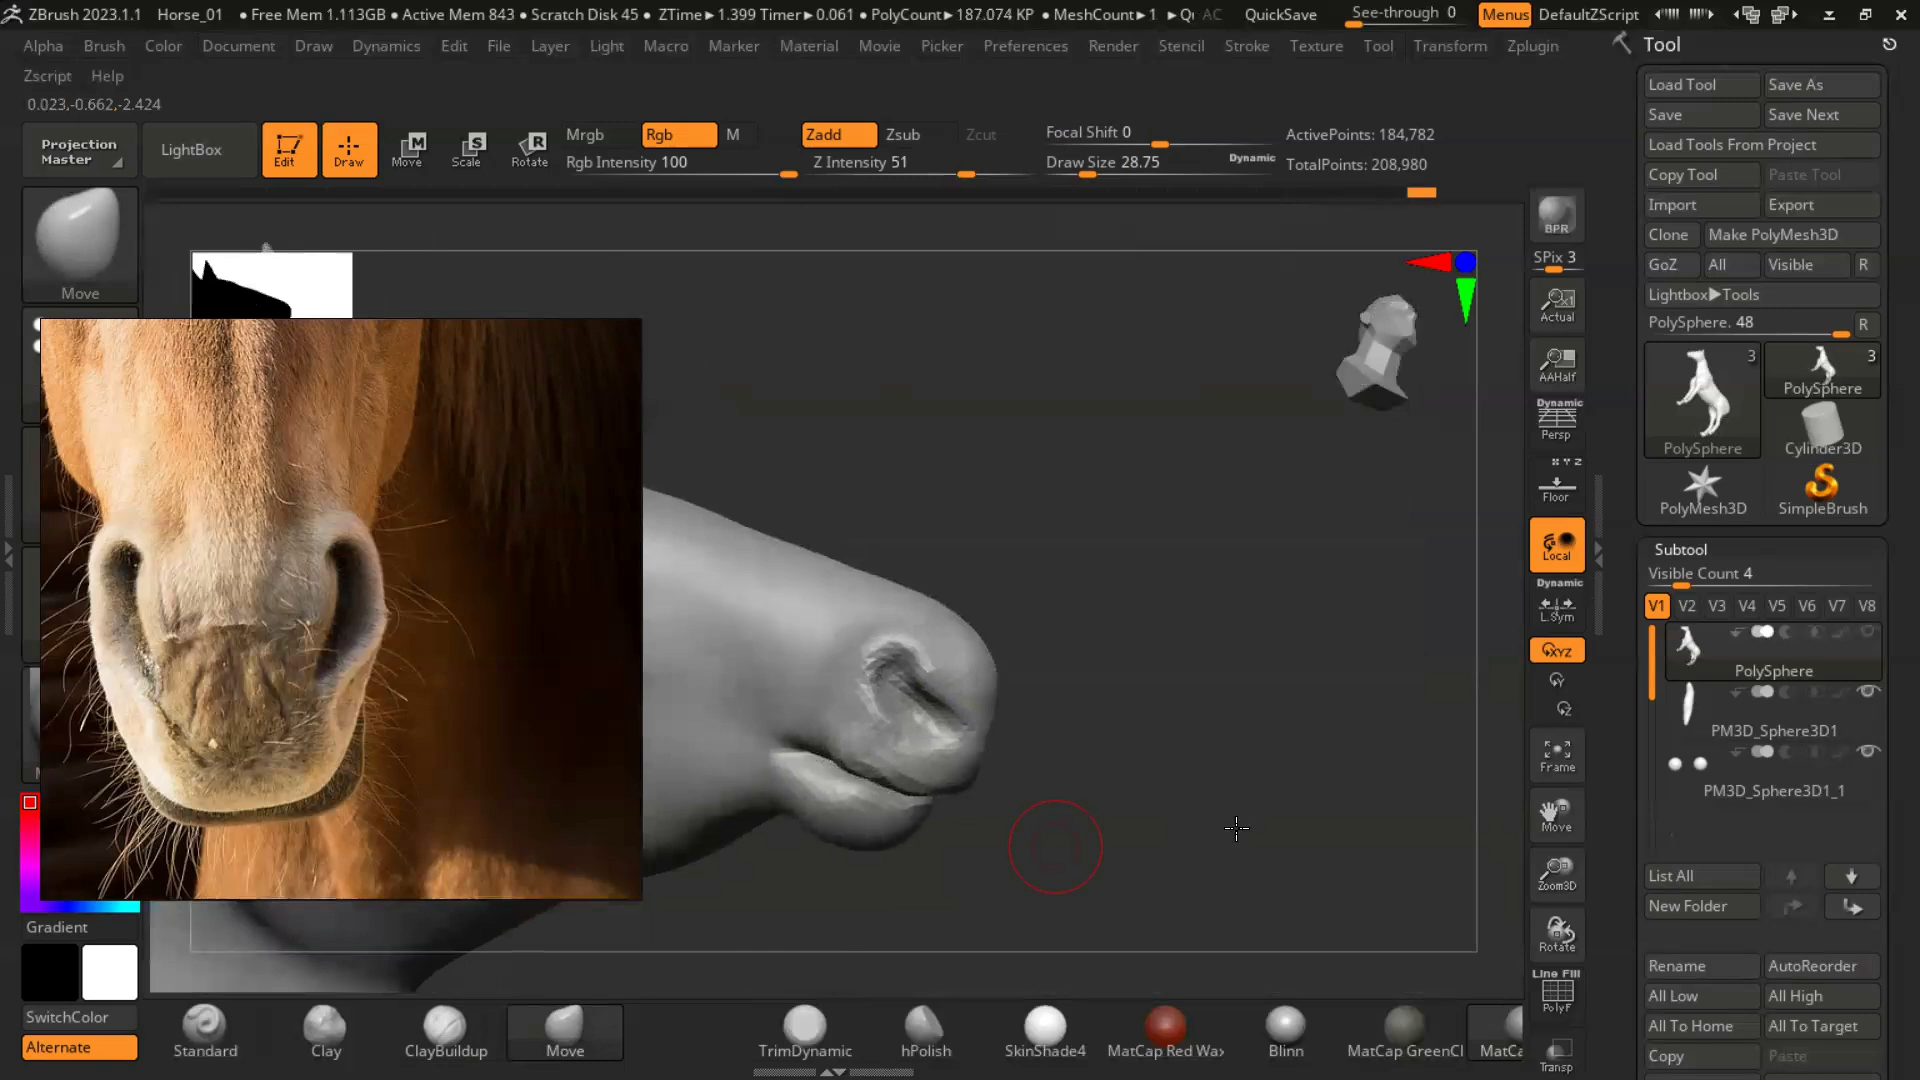 ZBrush 2023.1.1 Horse_01 • Free Mem 1.113GB • Active Mem 843 • Scratch Disk 45 • ZTime►1.399 Timer►0.061 • PolyCount►187.074 KP • MeshCount►1 AC QuickSave See-through 0 Menus DefaultZScript
Alpha Brush Color Document Draw Dynamics Edit File Layer Light Macro Marker Material Movie Picker Preferences Render Stencil Stroke Texture Tool Transform Zplugin
Zscript Help
0.023,-0.662,-2.424
Projection Master
LightBox
Edit
Draw
Move
Scale
Rotate
Mrgb Rgb M
Rgb Intensity 100
Zadd Zsub Zcut
Z Intensity 51
Focal Shift 0
Draw Size 28.75
Dynamic
ActivePoints: 184,782
TotalPoints: 208,980
Move
Gradient
SwitchColor
Alternate
Standard
Clay
ClayBuildup
Move
TrimDynamic
hPolish
SkinShade4
MatCap Red Wax
Blinn
MatCap GreenCl
MatCa
BPR
SPix 3
Actual
AAHalf
Dynamic
Persp
X Y Z
Floor
Local
Dynamic
L.Sym
XYZ
Y
Z
Frame
Move
Zoom3D
Rotate
Line Fill
PolyF
Transp
Tool
Load Tool Save As
Save Save Next
Load Tools From Project
Copy Tool Paste Tool
Import Export
Clone Make PolyMesh3D
GoZ All Visible R
Lightbox►Tools
PolySphere. 48 R
3
PolySphere
3
PolySphere
Cylinder3D
PolyMesh3D
SimpleBrush
Subtool
Visible Count 4
V1 V2 V3 V4 V5 V6 V7 V8
PolySphere
PM3D_Sphere3D1
PM3D_Sphere3D1_1
List All
New Folder
Rename AutoReorder
All Low All High
All To Home All To Target
Copy Paste